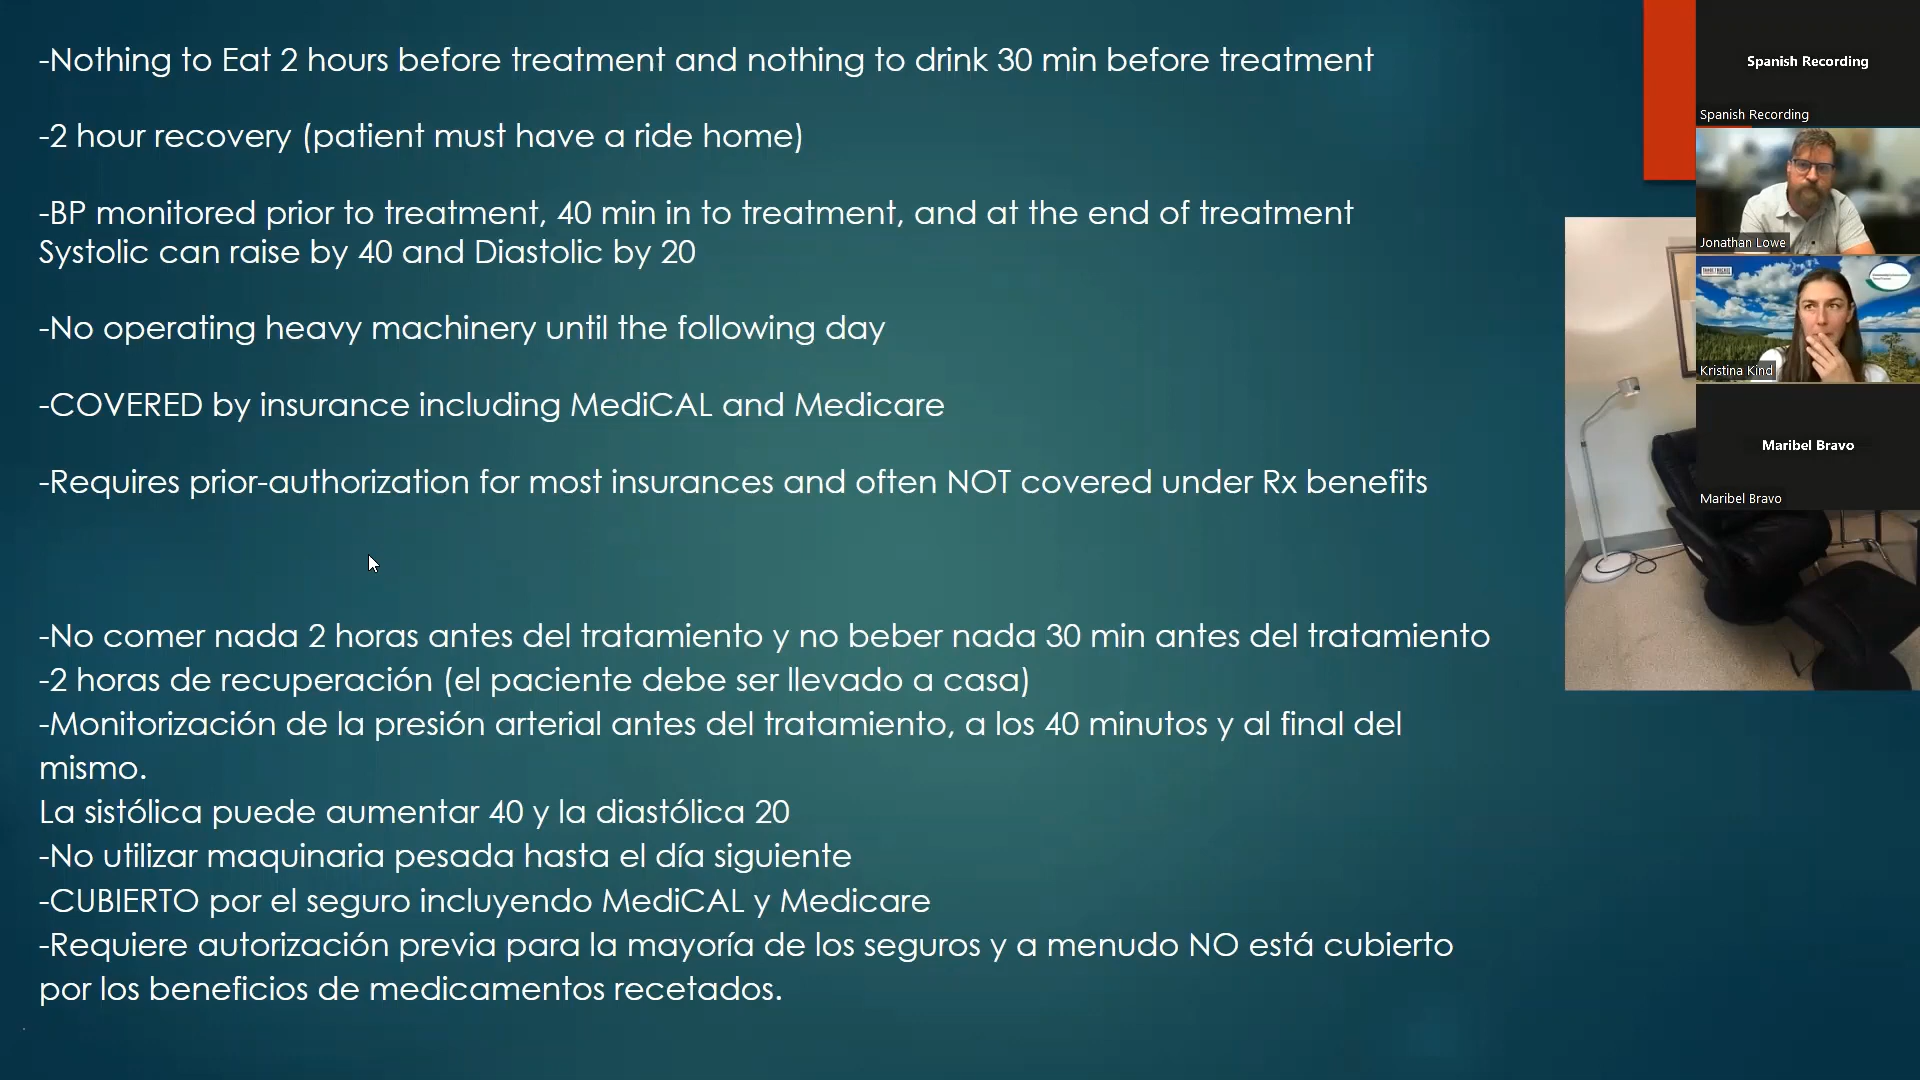 -Nothing to Eat 2 hours before treatment and nothing to drink 30 min before treatment
-2 hour recovery (patient must have a ride home)
-BP monitored prior to treatment, 40 min in to treatment, and at the end of treatment
Systolic can raise by 40 and Diastolic by 20
-No operating heavy machinery until the following day
-COVERED by insurance including MediCAL and Medicare
-Requires prior-authorization for most insurances and often NOT covered under Rx benefits
-No comer nada 2 horas antes del tratamiento y no beber nada 30 min antes del tratamiento
-2 horas de recuperación (el paciente debe ser llevado a casa)
-Monitorización de la presión arterial antes del tratamiento, a los 40 minutos y al final del
mismo.
La sistólica puede aumentar 40 y la diastólica 20
-No utilizar maquinaria pesada hasta el día siguiente
-CUBIERTO por el seguro incluyendo MediCAL y Medicare
-Requiere autorización previa para la mayoría de los seguros y a menudo NO está cubierto
por los beneficios de medicamentos recetados.
Spanish Recording
Spanish Recording
Jonathan Lowe
Kristina Kind
Maribel Bravo
Maribel Bravo